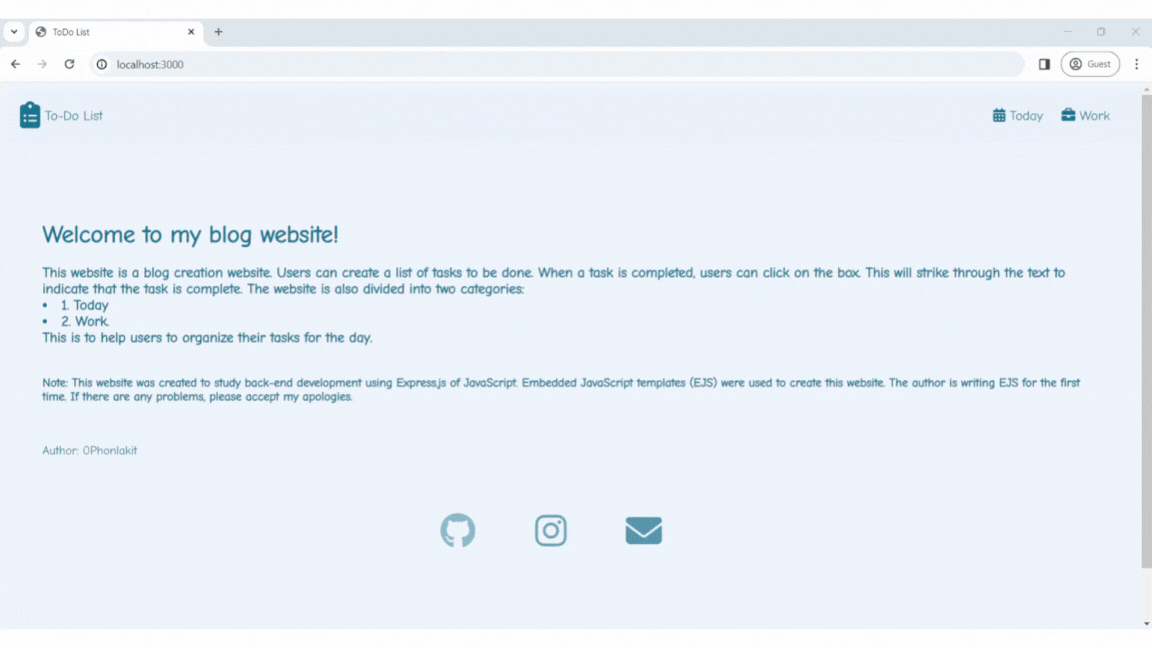 ToDo List
localhost:3000
Guest
To-Do List
Today
Work
Welcome to my blog website!
This website is a blog creation website. Users can create a list of tasks to be done. When a task is completed, users can click on the box. This will strike through the text to
indicate that the task is complete. The website is also divided into two categories:
• 1. Today
• 2. Work.
This is to help users to organize their tasks for the day.
Note: This website was created to study back-end development using Express.js of JavaScript. Embedded JavaScript templates (EJS) were used to create this website. The author is writing EJS for the first
time. If there are any problems, please accept my apologies.
Author: 0Phonlakit